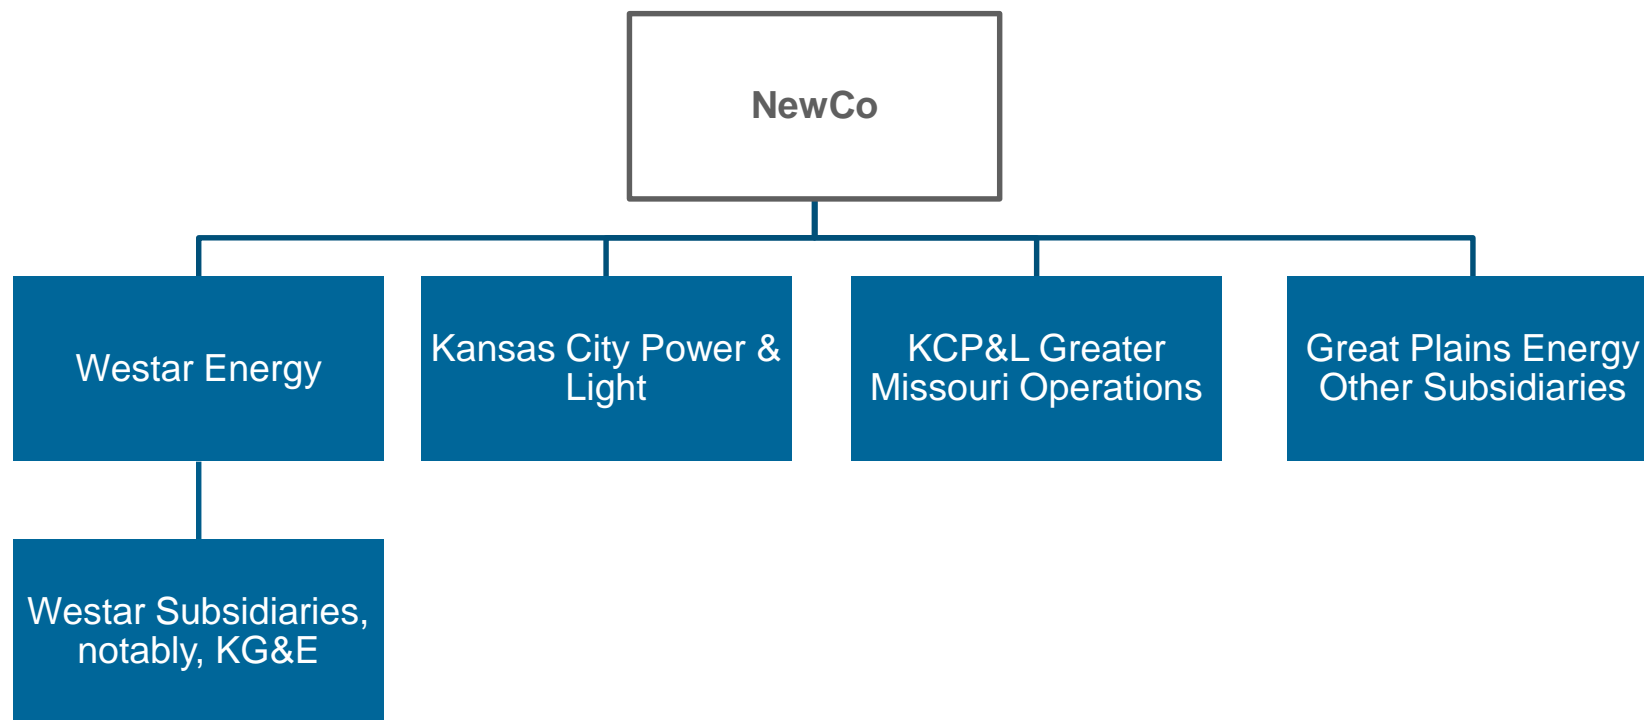 NewCo
Westar Energy
Kansas City Power &
Light
KCP&L Greater
Missouri Operations
Great Plains Energy
Other Subsidiaries
Westar Subsidiaries,
notably, KG&E